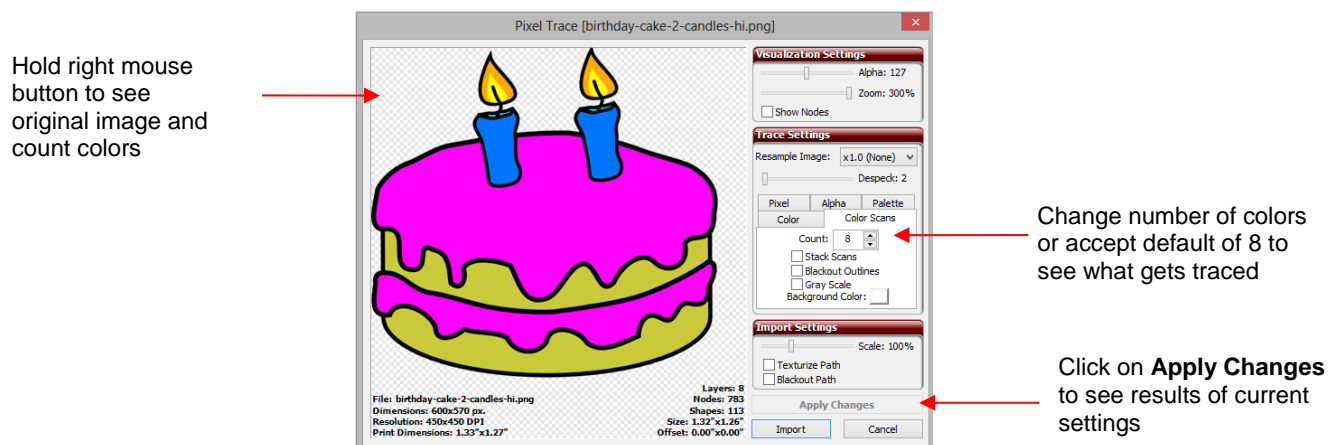 Pixel Trace [birthday-cake-2-candles-hi.png]
Hold right mouse
button to see
original image and
count colors
Visualization Settings
Alpha: 127
Zoom: 300%
Show Nodes
Trace Settings
Resample Image: x1.0 (None)
Despeck: 2
Pixel Alpha Palette
Color Color Scans
Count: 8
Stack Scans
Blackout Outlines
Gray Scale
Background Color:
Change number of colors
or accept default of 8 to
see what gets traced
Import Settings
Scale: 100%
Texturize Path
Blackout Path
Apply Changes
Import Cancel
Click on Apply Changes
to see results of current
settings
File: birthday-cake-2-candles-hi.png
Dimensions: 600x570 px.
Resolution: 450x450 DPI
Print Dimensions: 1.33"x1.27"
Layers: 8
Nodes: 783
Shapes: 113
Size: 1.32"x1.26"
Offset: 0.00"x0.00"